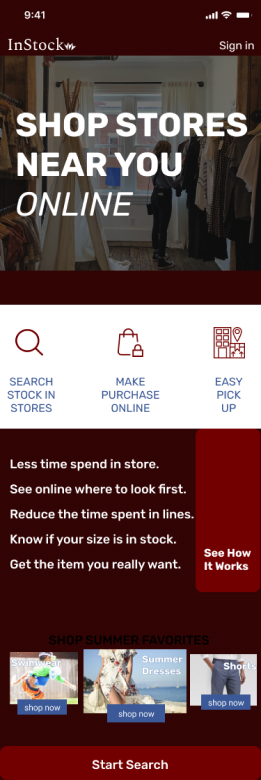 9:41
InStock
Sign in
SHOP STORES
NEAR YOU
ONLINE
SEARCH
STOCK IN
STORES
MAKE
PURCHASE
ONLINE
EASY
PICK
UP
Less time spend in store.
See online where to look first.
Reduce the time spent in lines.
Know if your size is in stock.
Get the item you really want.
See How
It Works
SHOP SUMMER FAVORITES
Swimwear
shop now
Summer
Dresses
shop now
Shorts
shop now
Start Search